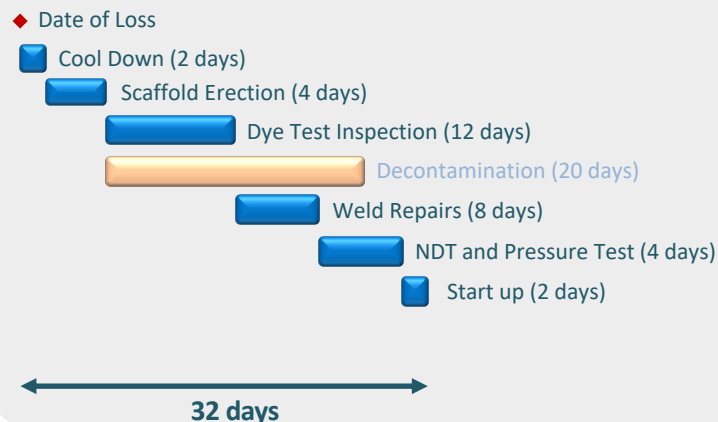 Date of Loss
Cool Down (2 days)
Scaffold Erection (4 days)
Dye Test Inspection (12 days)
Decontamination (20 days)
Weld Repairs (8 days)
NDT and Pressure Test (4 days)
Start up (2 days)
32 days